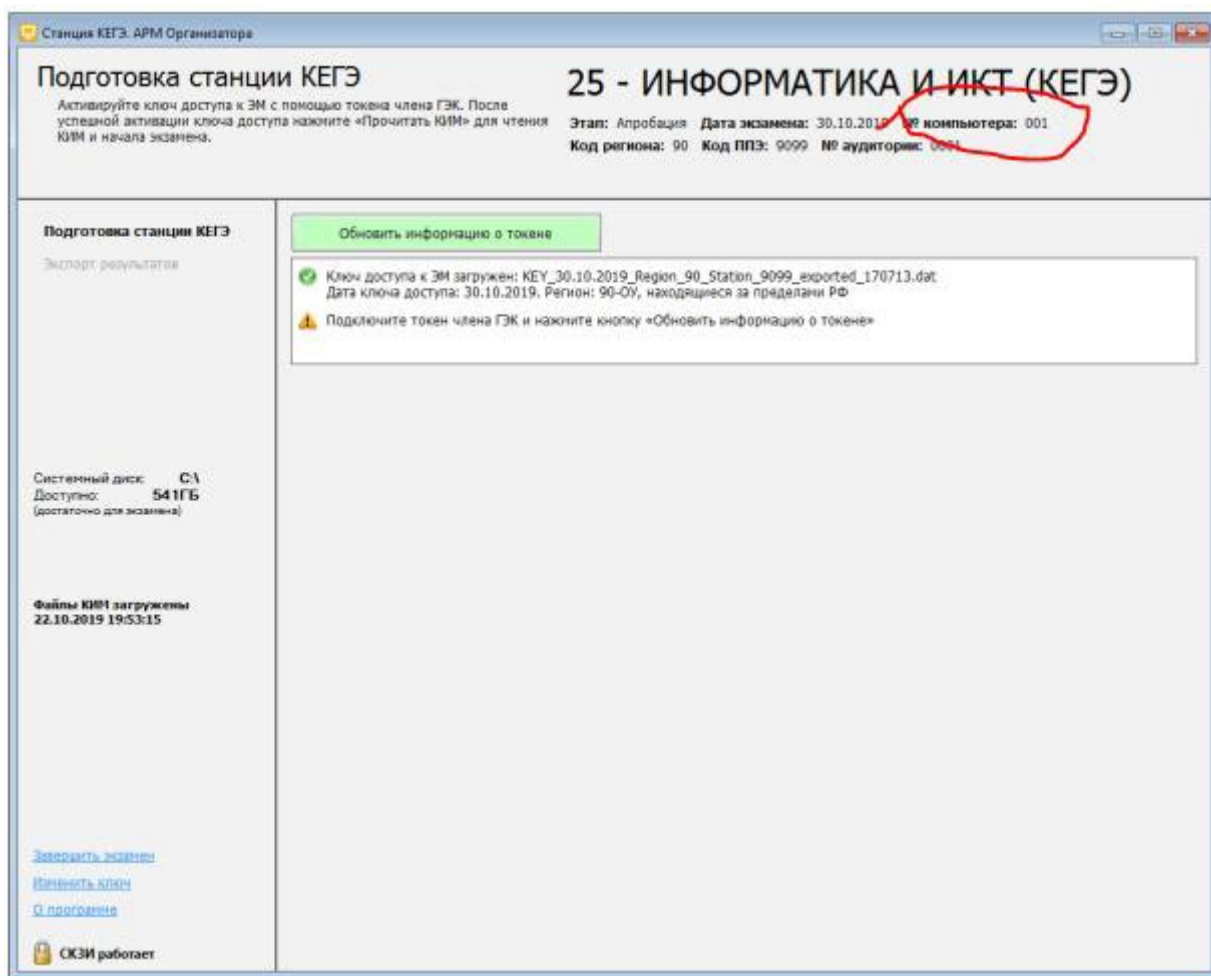 Станция КЕГЭ. АРМ Организатора
Подготовка станции КЕГЭ
Активируйте ключ доступа к ЭМ с помощью токена члена ГЭК. После
успешной активации ключа доступа нажмите «Прочитать КИМ» для чтения
КИМ и начала экзамена.
25 - ИНФОРМАТИКА И ИКТ (КЕГЭ)
Этап: Апробация Дата экзамена: 30.10.2019 № компьютера: 001
Код региона: 90 Код ППЭ: 9099 № аудитории: 0001
Подготовка станции КЕГЭ
Экспорт результатов
Обновить информацию о токене
Ключ доступа к ЭМ загружен: KEY_30.10.2019_Region_90_Station_9099_exported_170713.dat
Дата ключа доступа: 30.10.2019. Регион: 90-ОУ, находящиеся за пределами РФ
Подключите токен члена ГЭК и нажмите кнопку «Обновить информацию о токене»
Системный диск: C:\
Доступно: 541ГБ
(достаточно для экзамена)
Файлы КИМ загружены
22.10.2019 19:53:15
Завершить экзамен
Изменить ключ
О программе
СКЗИ работает